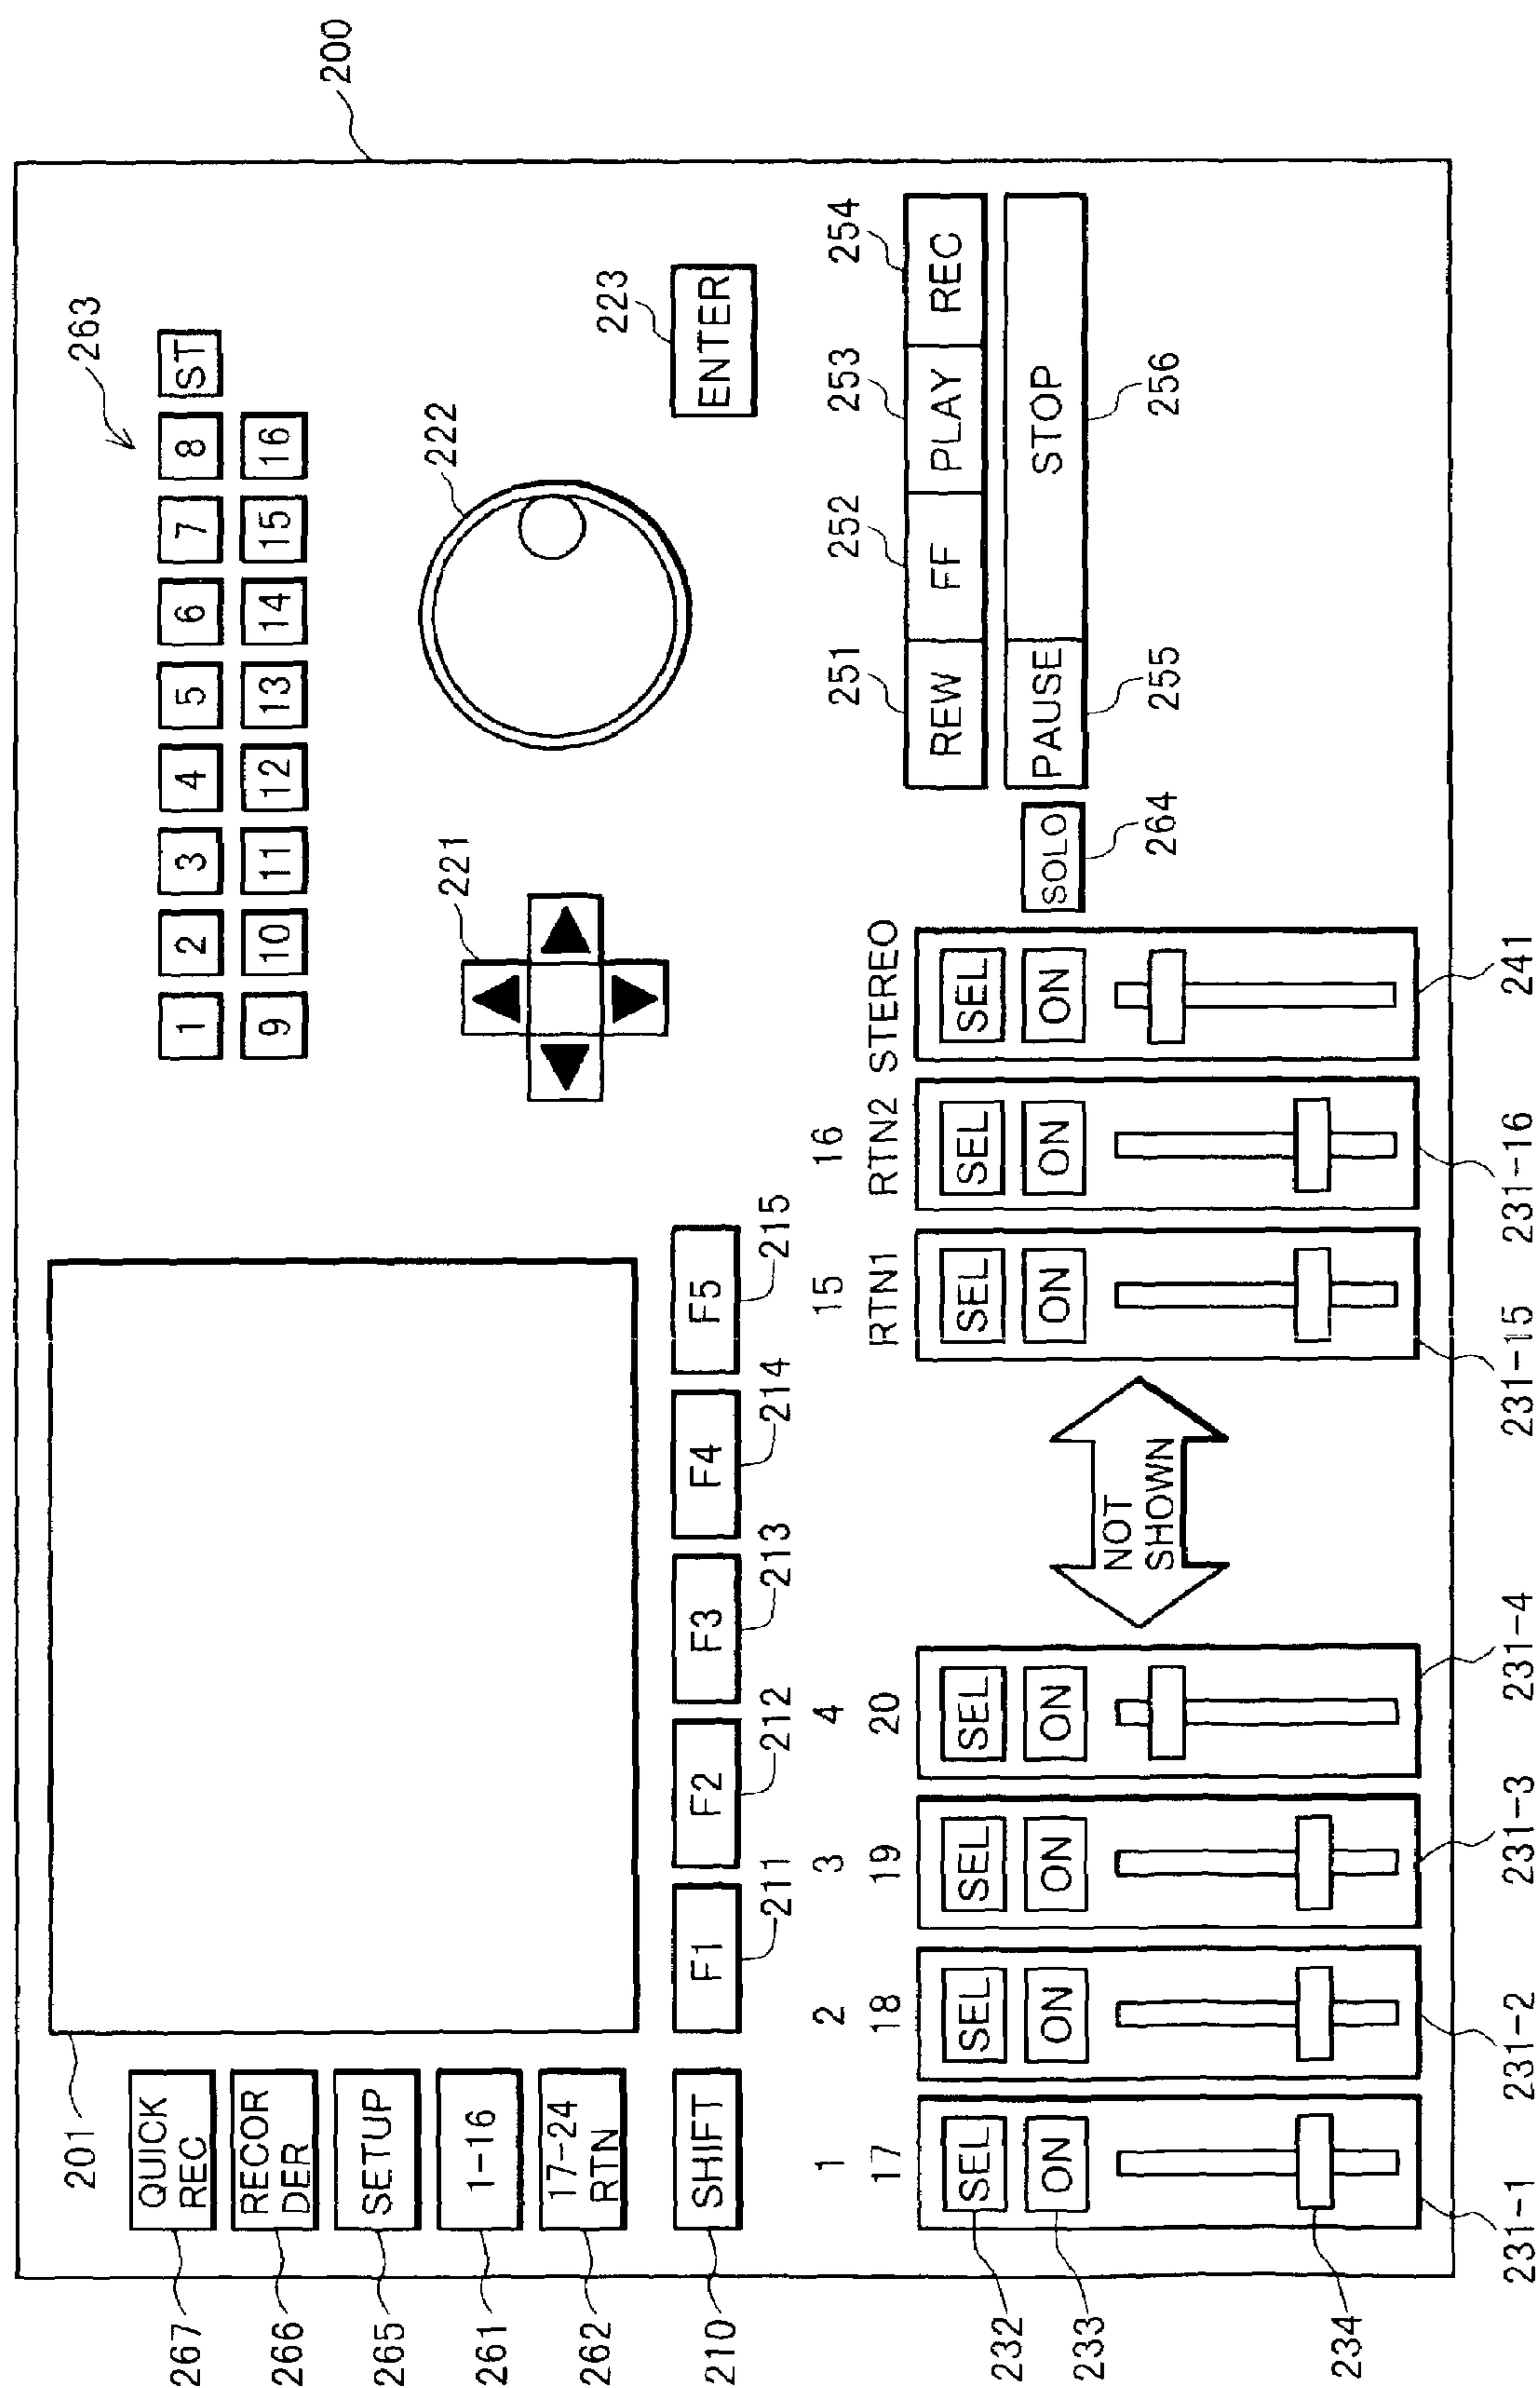 200
263
1 2 3 4 5 6 7 8 ST
9 10 11 12 13 14 15 16
201
267
QUICK
REC
266
RECOR
DER
265
SETUP
261
1-16
262
17-24
RTN
221
222
223
ENTER
210
SHIFT
F1 F2 F3 F4 F5
211 212 213 214 215
251 252 253 254
REW FF PLAY REC
PAUSE STOP
255 256
SOLO
264
1 2 3 4 15 16
17 18 19 20 RTN1 RTN2 STEREO
232
SEL SEL SEL SEL SEL SEL SEL
233
ON ON ON ON ON ON ON
NOT
SHOWN
234
231-1 231-2 231-3 231-4 231-15 231-16 241